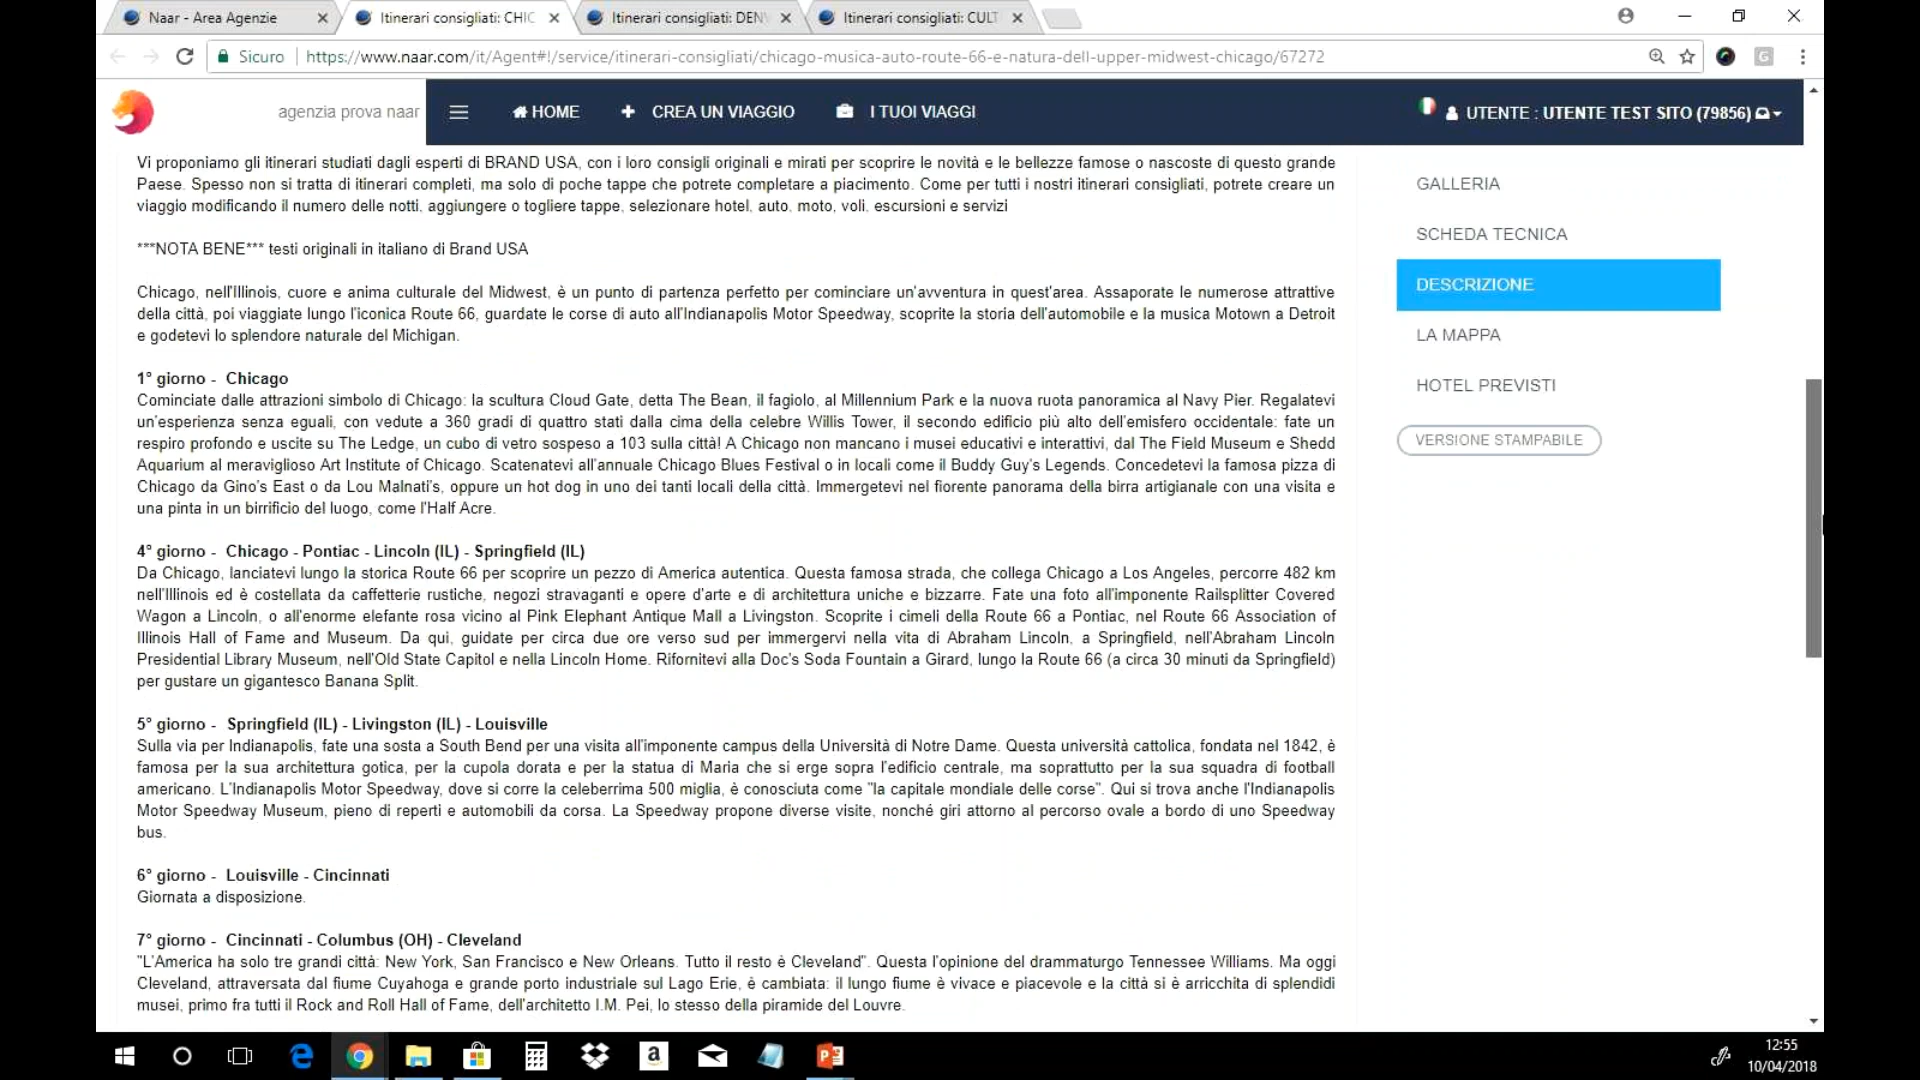 Naar - Area Agenzie
Itinerari consigliati: CHIC
Itinerari consigliati: DEN
Itinerari consigliati: CULT
Sicuro
https://www.naar.com/it/Agent#!/service/itinerari-consigliati/chicago-musica-auto-route-66-e-natura-dell-upper-midwest-chicago/67272
agenzia prova naar
HOME
CREA UN VIAGGIO
I TUOI VIAGGI
UTENTE : UTENTE TEST SITO (79856)
Vi proponiamo gli itinerari studiati dagli esperti di BRAND USA, con i loro consigli originali e mirati per scoprire le novità e le bellezze famose o nascoste di questo grande
Paese. Spesso non si tratta di itinerari completi, ma solo di poche tappe che potrete completare a piacimento. Come per tutti i nostri itinerari consigliati, potrete creare un
viaggio modificando il numero delle notti, aggiungere o togliere tappe, selezionare hotel, auto, moto, voli, escursioni e servizi
***NOTA BENE*** testi originali in italiano di Brand USA
Chicago, nell'Illinois, cuore e anima culturale del Midwest, è un punto di partenza perfetto per cominciare un'avventura in quest'area. Assaporate le numerose attrattive
della città, poi viaggiate lungo l'iconica Route 66, guardate le corse di auto all'Indianapolis Motor Speedway, scoprite la storia dell'automobile e la musica Motown a Detroit
e godetevi lo splendore naturale del Michigan.
1° giorno - Chicago
Cominciate dalle attrazioni simbolo di Chicago: la scultura Cloud Gate, detta The Bean, il fagiolo, al Millennium Park e la nuova ruota panoramica al Navy Pier. Regalatevi
un'esperienza senza eguali, con vedute a 360 gradi di quattro stati dalla cima della celebre Willis Tower, il secondo edificio più alto dell'emisfero occidentale: fate un
respiro profondo e uscite su The Ledge, un cubo di vetro sospeso a 103 sulla città! A Chicago non mancano i musei educativi e interattivi, dal The Field Museum e Shedd
Aquarium al meraviglioso Art Institute of Chicago. Scatenatevi all'annuale Chicago Blues Festival o in locali come il Buddy Guy's Legends. Concedetevi la famosa pizza di
Chicago da Gino's East o da Lou Malnati's, oppure un hot dog in uno dei tanti locali della città. Immergetevi nel fiorente panorama della birra artigianale con una visita e
una pinta in un birrificio del luogo, come l'Half Acre.
4° giorno - Chicago - Pontiac - Lincoln (IL) - Springfield (IL)
Da Chicago, lanciatevi lungo la storica Route 66 per scoprire un pezzo di America autentica. Questa famosa strada, che collega Chicago a Los Angeles, percorre 482 km
nell'Illinois ed è costellata da caffetterie rustiche, negozi stravaganti e opere d'arte e di architettura uniche e bizzarre. Fate una foto all'imponente Railsplitter Covered
Wagon a Lincoln, o all'enorme elefante rosa vicino al Pink Elephant Antique Mall a Livingston. Scoprite i cimeli della Route 66 a Pontiac, nel Route 66 Association of
Illinois Hall of Fame and Museum. Da qui, guidate per circa due ore verso sud per immergervi nella vita di Abraham Lincoln, a Springfield, nell'Abraham Lincoln
Presidential Library Museum, nell'Old State Capitol e nella Lincoln Home. Rifornitevi alla Doc's Soda Fountain a Girard, lungo la Route 66 (a circa 30 minuti da Springfield)
per gustare un gigantesco Banana Split.
5° giorno - Springfield (IL) - Livingston (IL) - Louisville
Sulla via per Indianapolis, fate una sosta a South Bend per una visita all'imponente campus della Università di Notre Dame. Questa università cattolica, fondata nel 1842, è
famosa per la sua architettura gotica, per la cupola dorata e per la statua di Maria che si erge sopra l'edificio centrale, ma soprattutto per la sua squadra di football
americano. L'Indianapolis Motor Speedway, dove si corre la celeberrima 500 miglia, è conosciuta come "la capitale mondiale delle corse". Qui si trova anche l'Indianapolis
Motor Speedway Museum, pieno di reperti e automobili da corsa. La Speedway propone diverse visite, nonché giri attorno al percorso ovale a bordo di uno Speedway
bus.
6° giorno - Louisville - Cincinnati
Giornata a disposizione.
7° giorno - Cincinnati - Columbus (OH) - Cleveland
"L'America ha solo tre grandi città: New York, San Francisco e New Orleans. Tutto il resto è Cleveland". Questa l'opinione del drammaturgo Tennessee Williams. Ma oggi
Cleveland, attraversata dal fiume Cuyahoga e grande porto industriale sul Lago Erie, è cambiata: il lungo fiume è vivace e piacevole e la città si è arricchita di splendidi
musei, primo fra tutti il Rock and Roll Hall of Fame, dell'architetto I.M. Pei, lo stesso della piramide del Louvre.
GALLERIA
SCHEDA TECNICA
DESCRIZIONE
LA MAPPA
HOTEL PREVISTI
VERSIONE STAMPABILE
12:55
10/04/2018